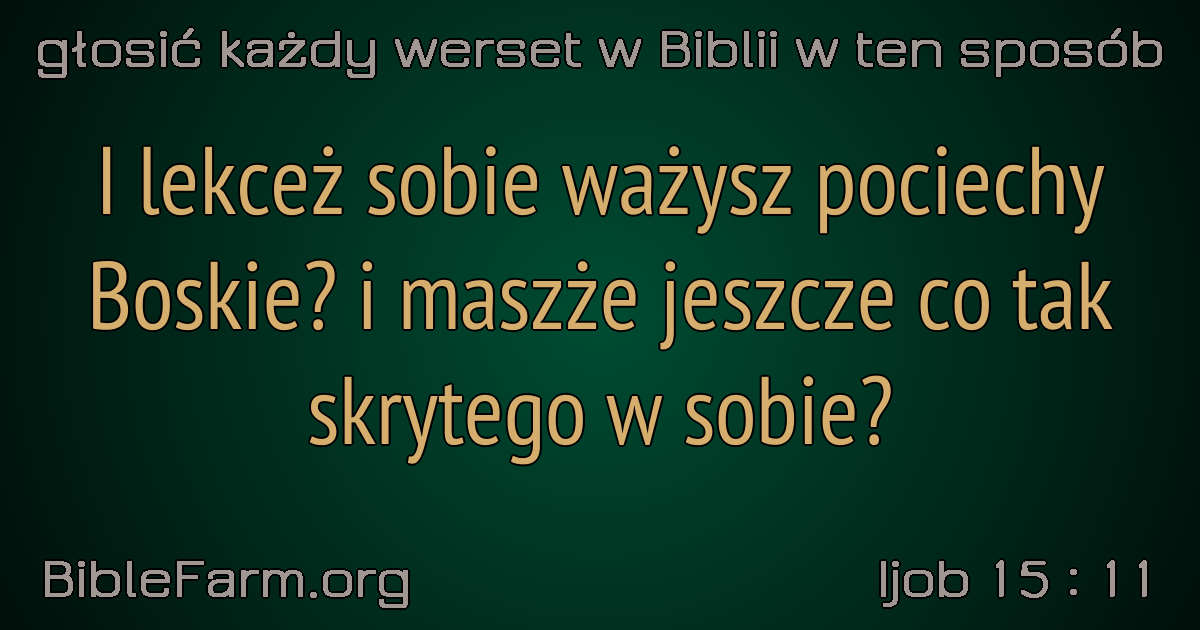 głosić każdy werset w Biblii w ten sposób
I lekceż sobie ważysz pociechy
Boskie? i maszże jeszcze co tak
skrytego w sobie?
BibleFarm.org
Ijob 15 : 11